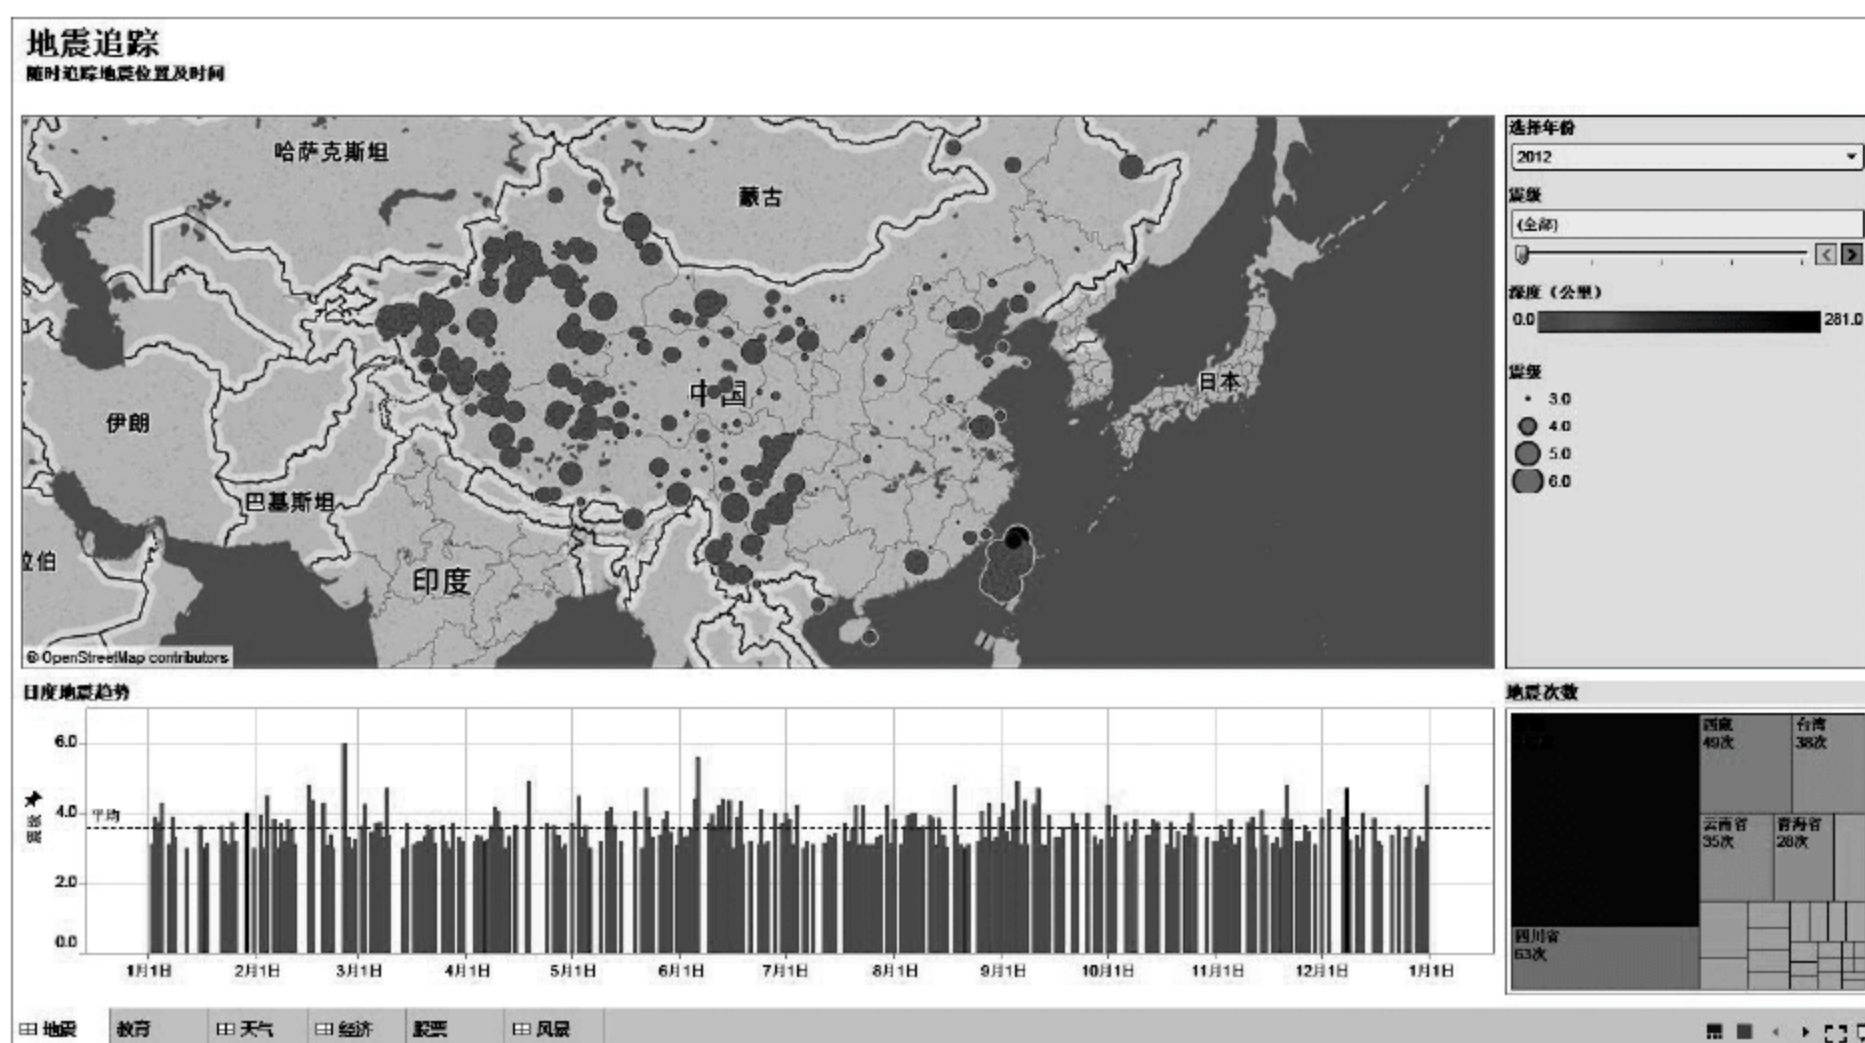 地震追踪
随时追踪地震位置及时间
哈萨克斯坦
蒙古
中国
日本
伊朗
巴基斯坦
印度
拉伯
© OpenStreetMap contributors
选择年份
2012
震级
(全部)
深度（公里）
0.0
281.0
震级
3.0
4.0
5.0
6.0
日度地震趋势
震级
6.0
4.0
2.0
0.0
平均
1月1日
2月1日
3月1日
4月1日
5月1日
6月1日
7月1日
8月1日
9月1日
10月1日
11月1日
12月1日
1月1日
地震次数
西藏
49次
台湾
38次
云南省
35次
青海省
28次
四川省
63次
地震
教育
天气
经济
股票
风景